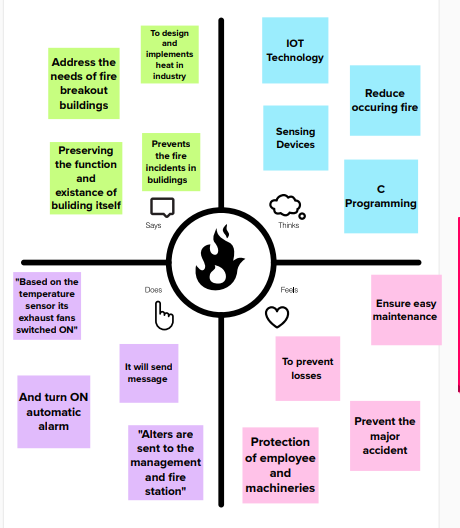 To design
and
implements
heat in
industry
Address the
needs of fire
breakout
buildings
Preserving
the function
and
existance of
buliding itself
Prevents
the fire
incidents in
bulidings
Says
IOT
Technology
Reduce
occuring fire
Sensing
Devices
C
Programming
Thinks
Does
"Based on the
temperature
sensor its
exhaust fans
switched ON"
It will send
message
And turn ON
automatic
alarm
"Alters are
sent to the
management
and fire
station"
Feels
Ensure easy
maintenance
To prevent
losses
Prevent the
major
accident
Protection
of employee
and
machineries